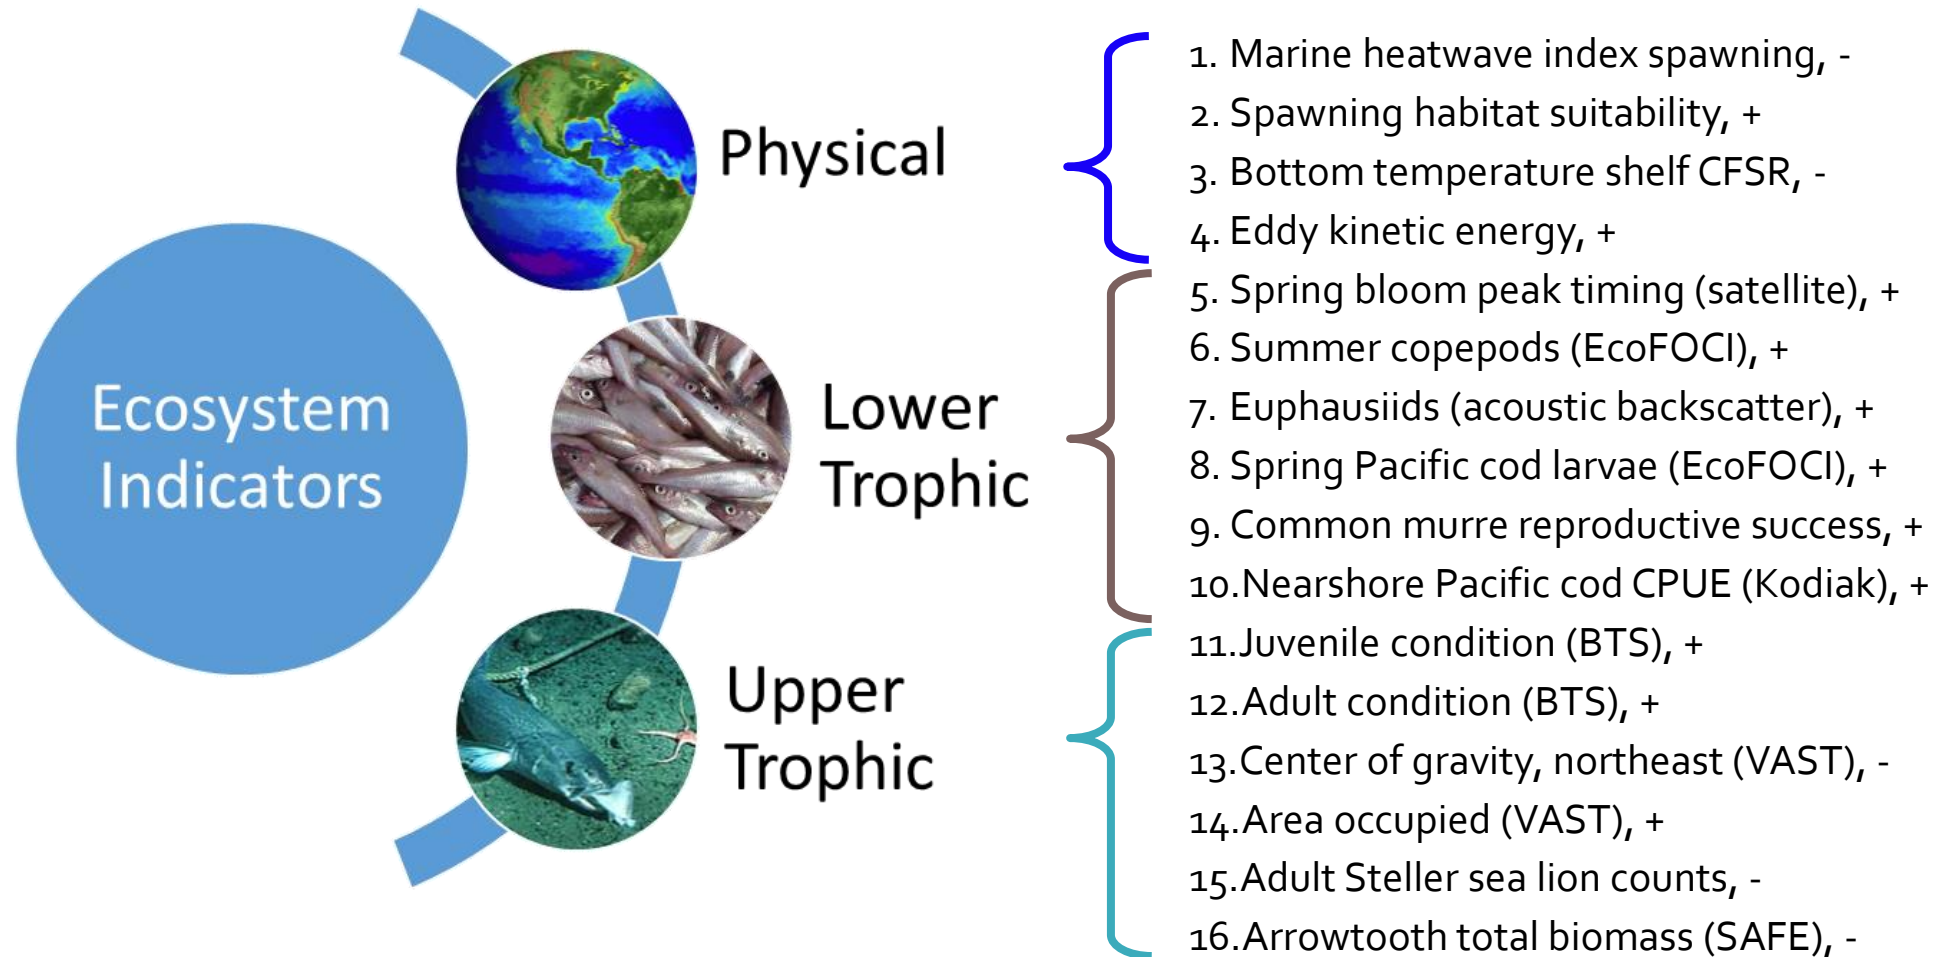 Ecosystem
Indicators
Physical
Lower
Trophic
Upper
Trophic
1. Marine heatwave index spawning, -
2. Spawning habitat suitability, +
3. Bottom temperature shelf CFSR, -
4. Eddy kinetic energy, +
5. Spring bloom peak timing (satellite), +
6. Summer copepods (EcoFOCI), +
7. Euphausiids (acoustic backscatter), +
8. Spring Pacific cod larvae (EcoFOCI), +
9. Common murre reproductive success, +
10.Nearshore Pacific cod CPUE (Kodiak), +
11.Juvenile condition (BTS), +
12.Adult condition (BTS), +
13.Center of gravity, northeast (VAST), -
14.Area occupied (VAST), +
15.Adult Steller sea lion counts, -
16.Arrowtooth total biomass (SAFE), -